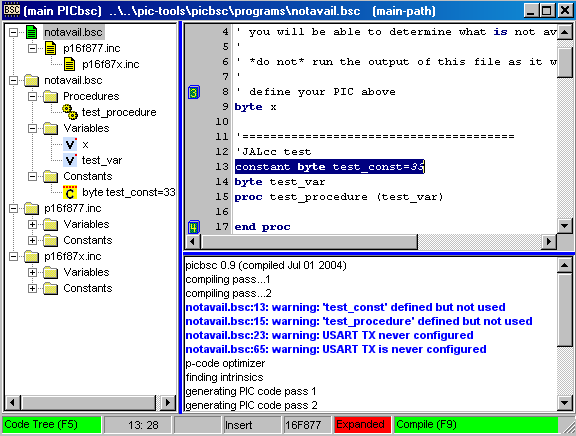 BSC (main PICbsc) ..\..\pic-tools\picbsc\programs\notavail.bsc (main-path)
notavail.bsc
p16f877.inc
p16f87x.inc
notavail.bsc
Procedures
test_procedure
Variables
x
test_var
Constants
byte test_const=33
p16f877.inc
Variables
Constants
p16f87x.inc
Variables
Constants
4 ' you will be able to determine what is not av
5 '
6 ' *do not* run the output of this file as it w
7 '
3 8 ' define your PIC above
9 byte x
10
11 '=======================================
12 'JALcc test
13 constant byte test_const=35
14 byte test_var
15 proc test_procedure (test_var)
16
4 17 end proc
picbsc 0.9 (compiled Jul 01 2004)
compiling pass...1
compiling pass...2
notavail.bsc:13: warning: 'test_const' defined but not used
notavail.bsc:15: warning: 'test_procedure' defined but not used
notavail.bsc:23: warning: USART TX never configured
notavail.bsc:65: warning: USART TX is never configured
p-code optimizer
finding intrinsics
generating PIC code pass 1
generating PIC code pass 2
Code Tree (F5) 13: 28 Insert 16F877 Expanded Compile (F9)